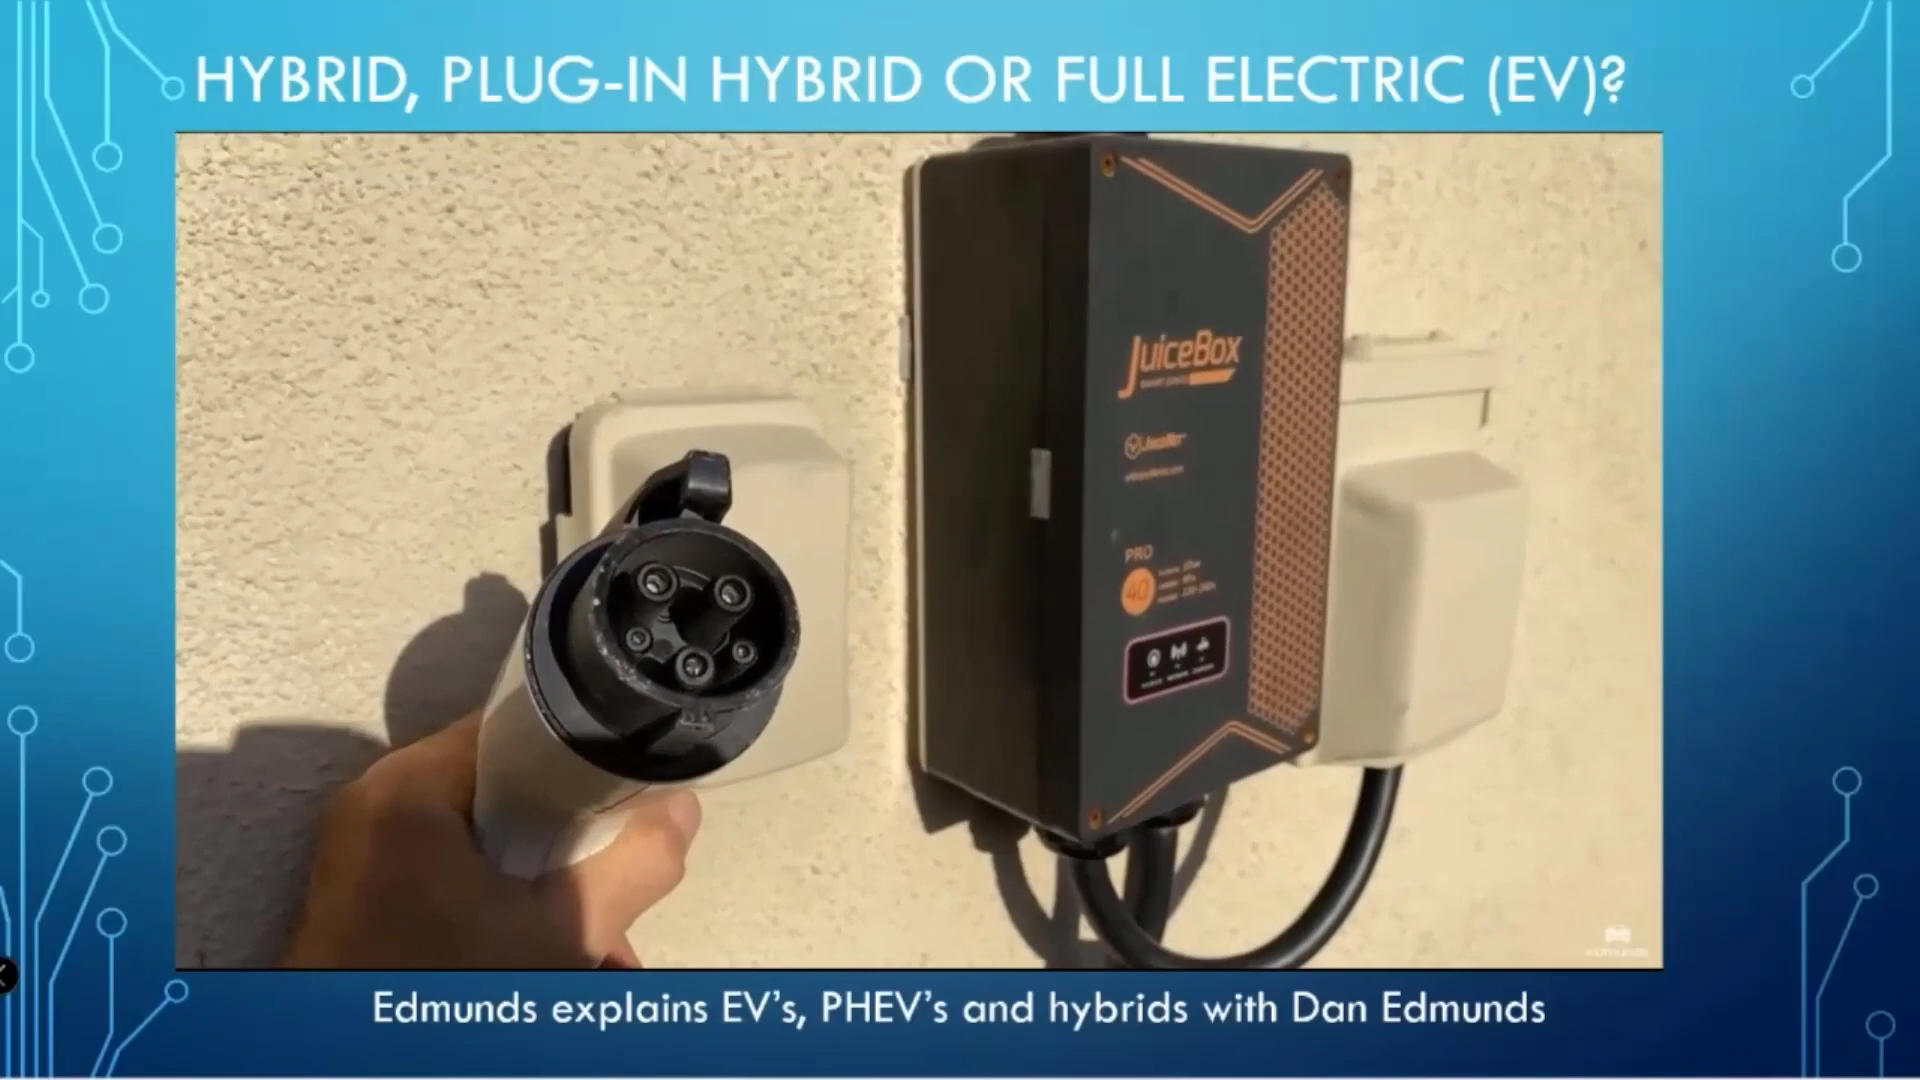 HYBRID, PLUG-IN HYBRID OR FULL ELECTRIC (EV)?
JuiceBox
PRO
40
Edmunds explains EV's, PHEV's and hybrids with Dan Edmunds